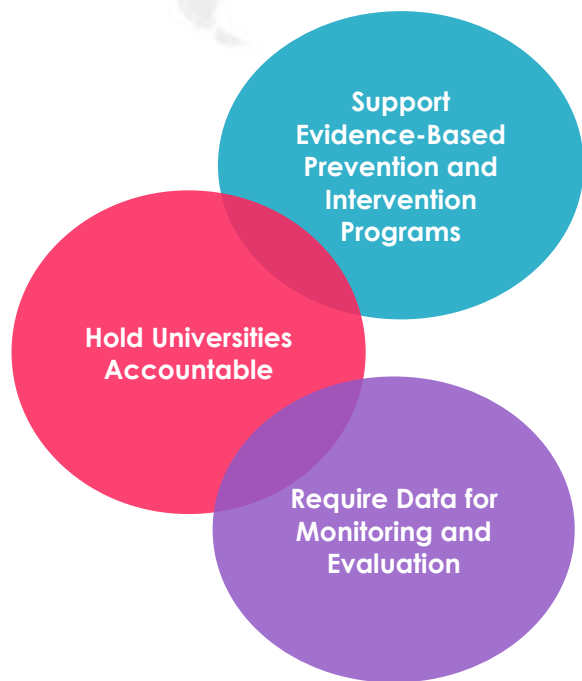 Support
Evidence-Based
Prevention and
Intervention
Programs
Hold Universities
Accountable
Require Data for
Monitoring and
Evaluation